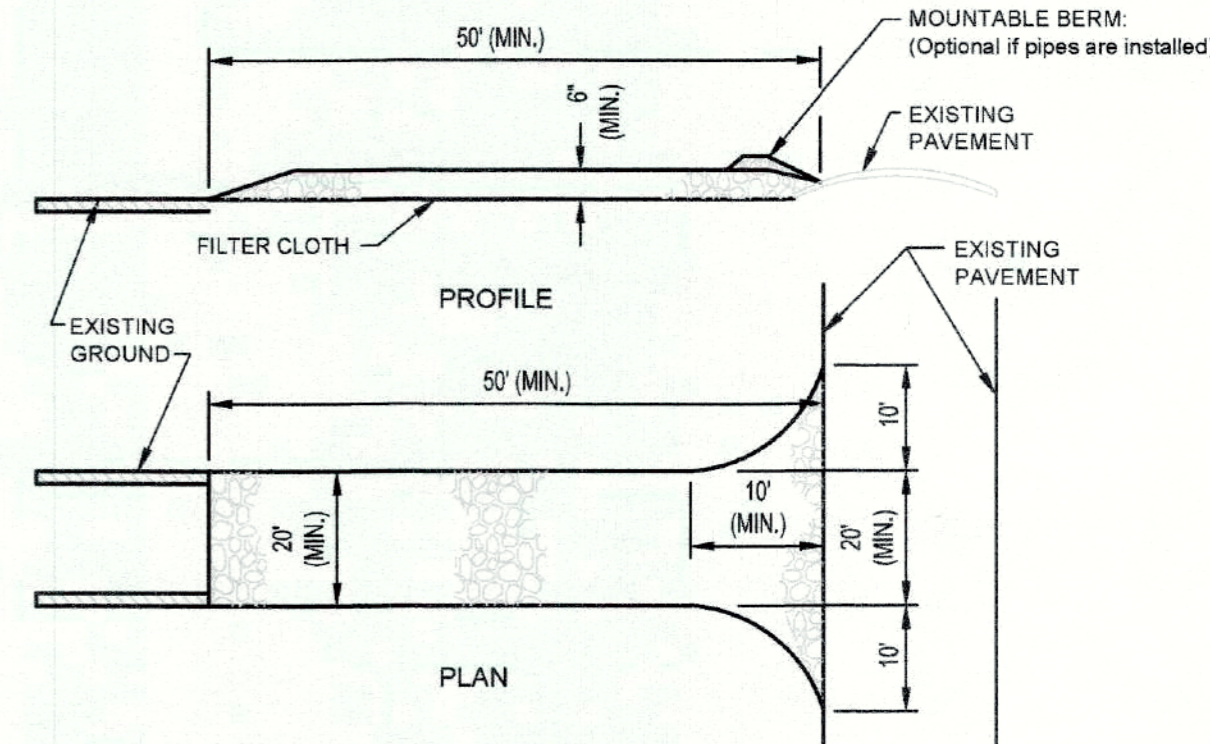 MOUNTABLE BERM:
(Optional if pipes are installed)
50' (MIN.)
6"
(MIN.)
EXISTING
PAVEMENT
FILTER CLOTH
EXISTING
PAVEMENT
PROFILE
EXISTING
GROUND
50' (MIN.)
10'
10'
(MIN.)
20'
(MIN.)
20'
(MIN.)
10'
PLAN